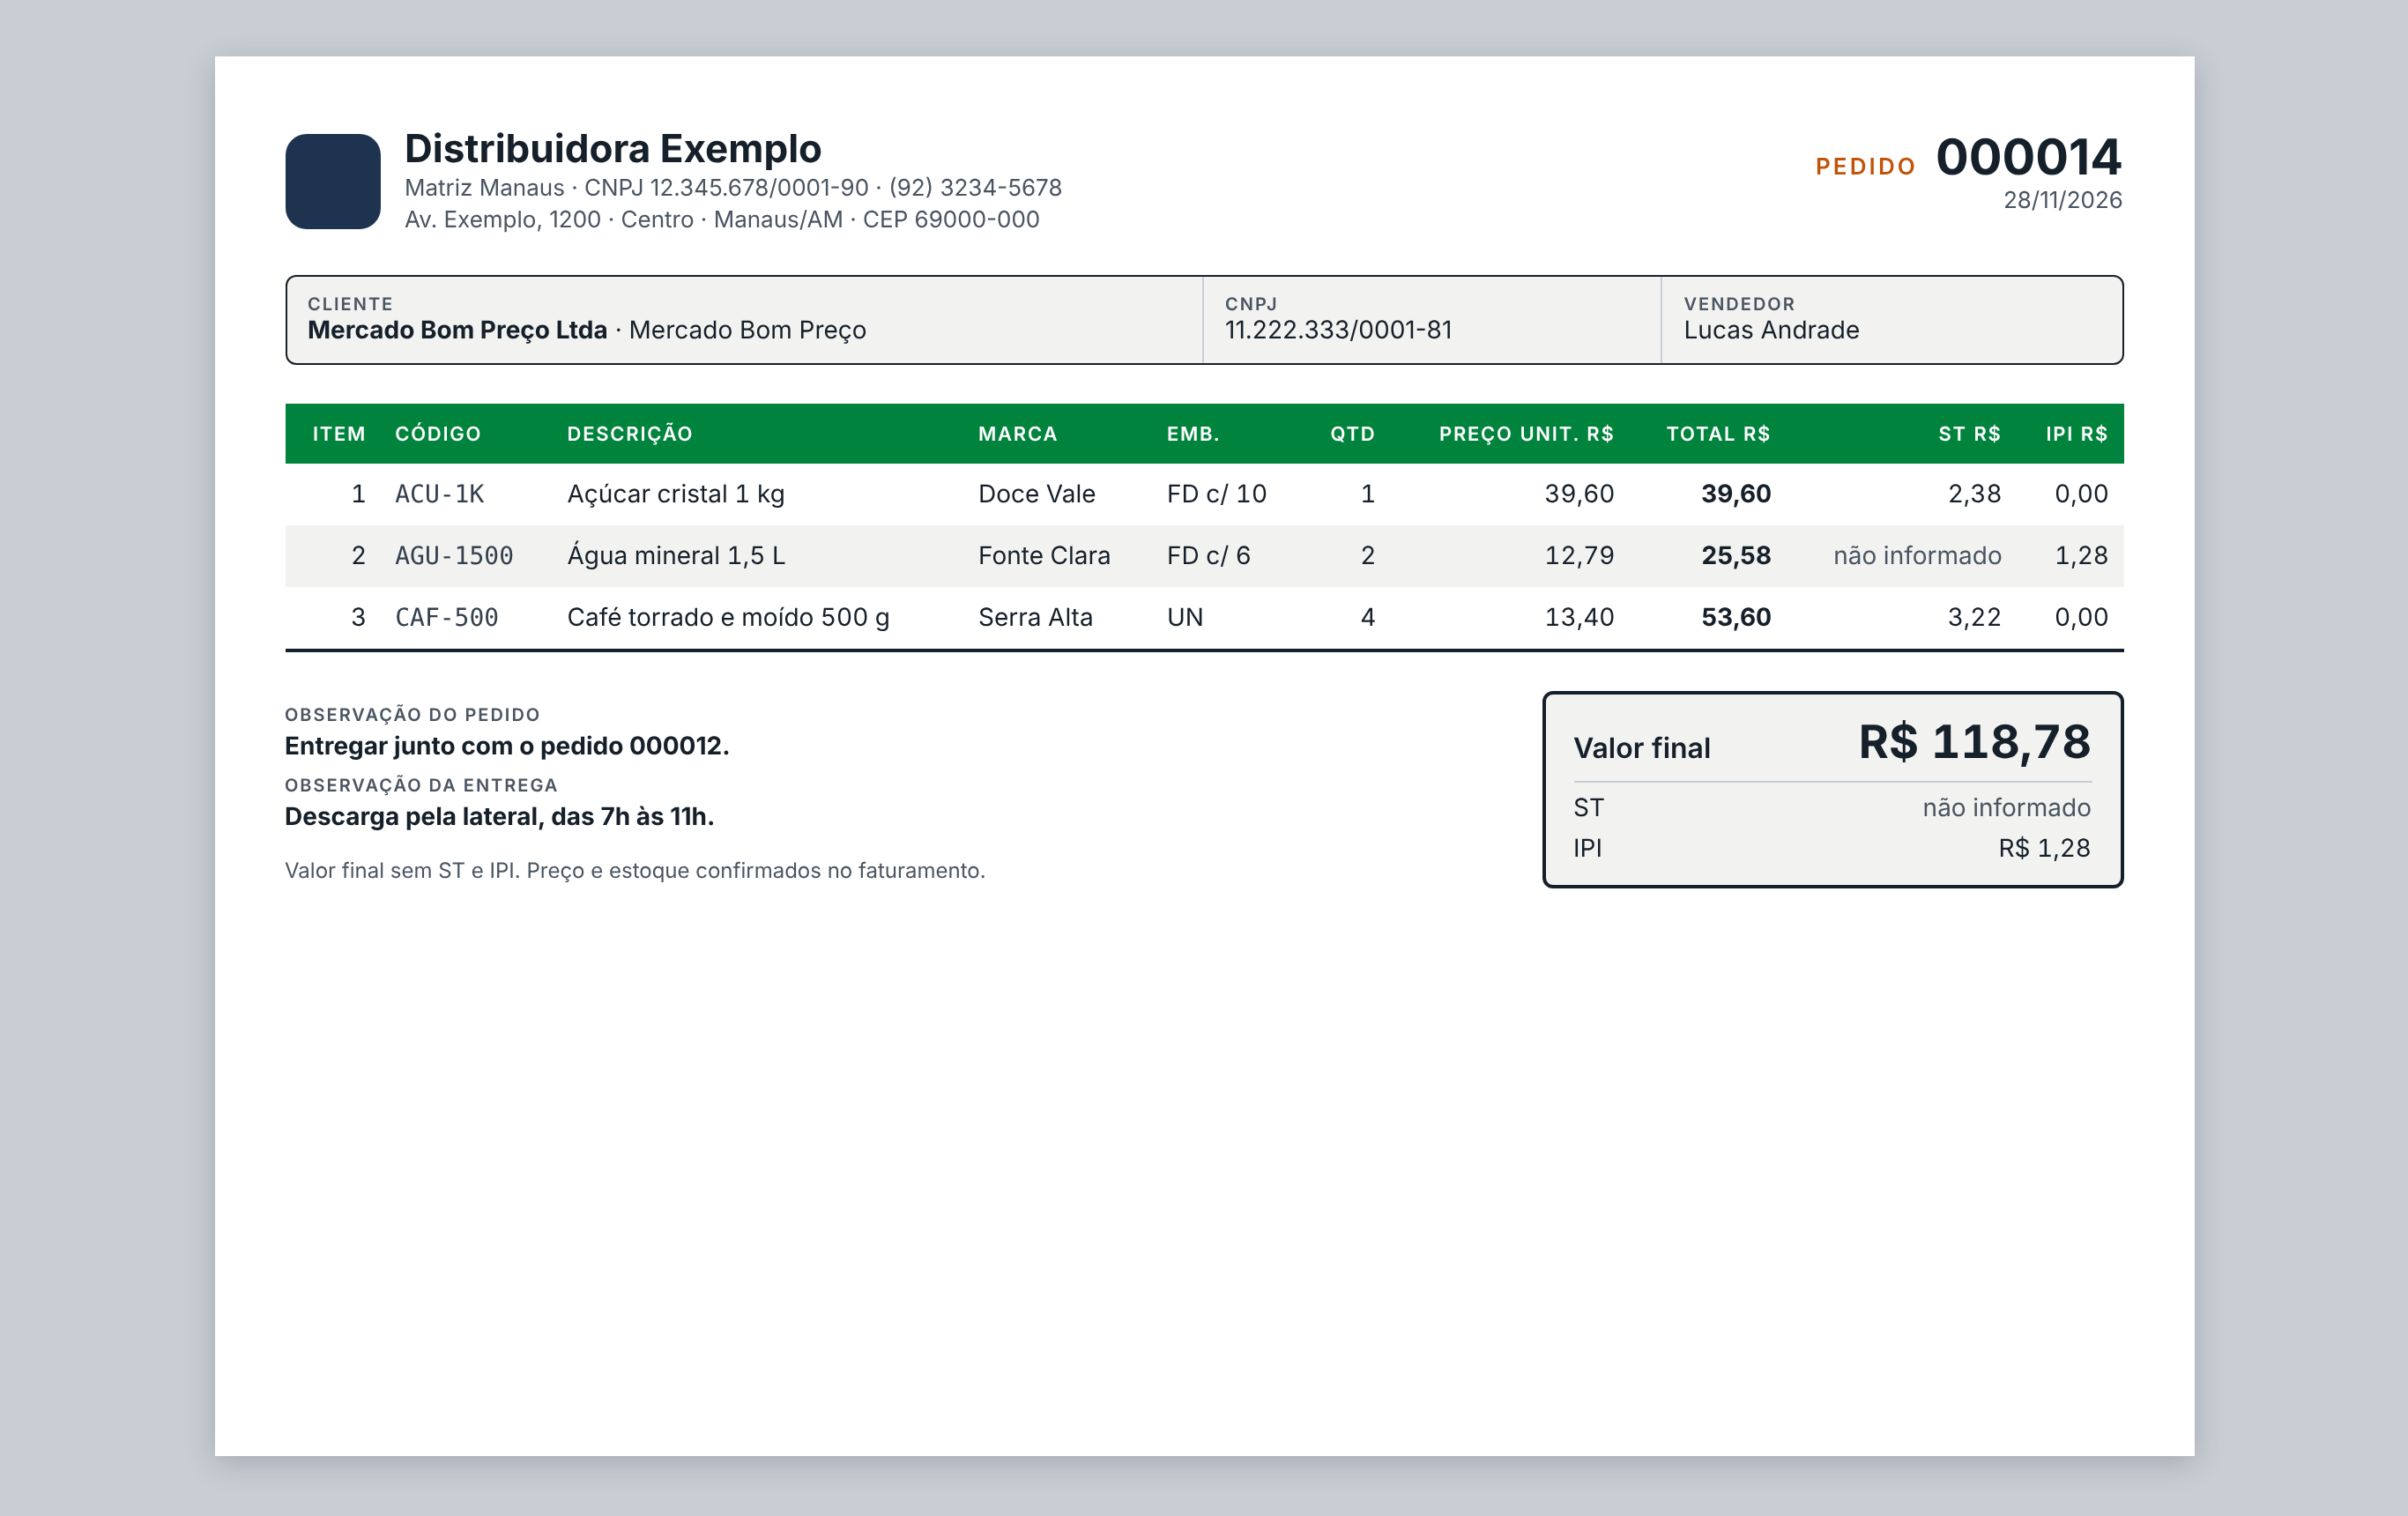 Distribuidora Exemplo
Matriz Manaus · CNPJ 12.345.678/0001-90 · (92) 3234-5678
Av. Exemplo, 1200 · Centro · Manaus/AM · CEP 69000-000
PEDIDO 000014
28/11/2026
CLIENTE
Mercado Bom Preço Ltda · Mercado Bom Preço
CNPJ
11.222.333/0001-81
VENDEDOR
Lucas Andrade
ITEM CÓDIGO DESCRIÇÃO MARCA EMB. QTD PREÇO UNIT. R$ TOTAL R$ ST R$ IPI R$
1 ACU-1K Açúcar cristal 1 kg Doce Vale FD c/ 10 1 39,60 39,60 2,38 0,00
2 AGU-1500 Água mineral 1,5 L Fonte Clara FD c/ 6 2 12,79 25,58 não informado 1,28
3 CAF-500 Café torrado e moído 500 g Serra Alta UN 4 13,40 53,60 3,22 0,00
OBSERVAÇÃO DO PEDIDO
Entregar junto com o pedido 000012.
OBSERVAÇÃO DA ENTREGA
Descarga pela lateral, das 7h às 11h.
Valor final sem ST e IPI. Preço e estoque confirmados no faturamento.
Valor final R$ 118,78
ST não informado
IPI R$ 1,28